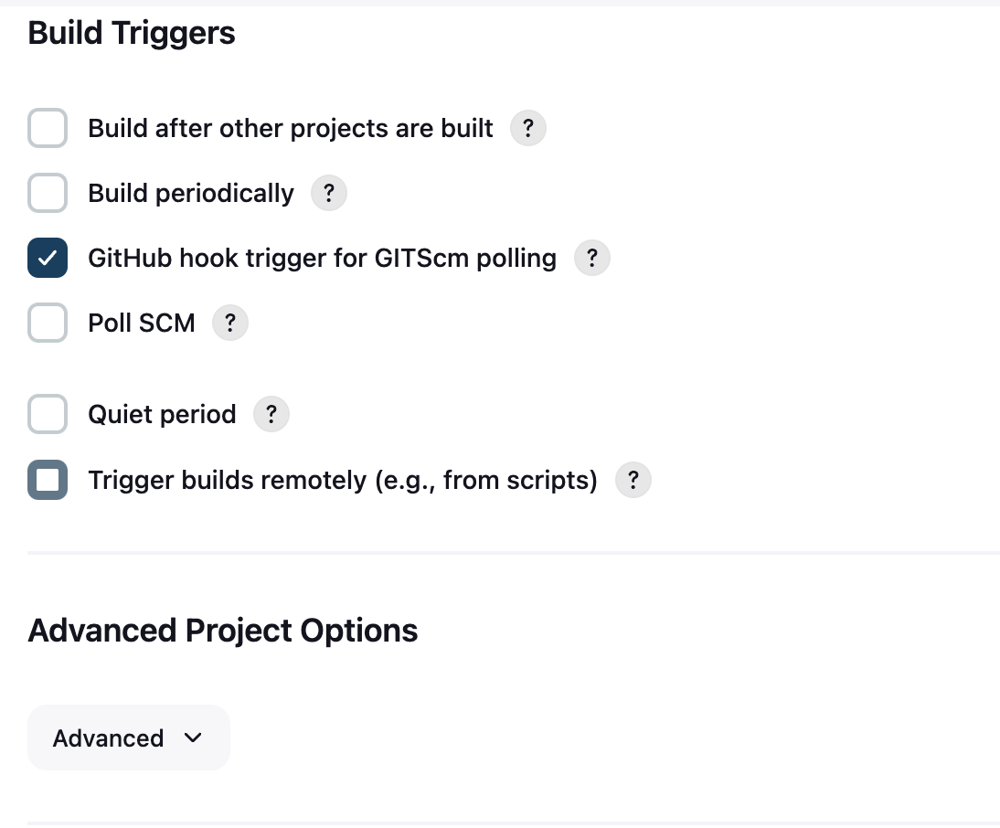 Build Triggers
Build after other projects are built ?
Build periodically ?
GitHub hook trigger for GITScm polling ?
Poll SCM ?
Quiet period ?
Trigger builds remotely (e.g., from scripts) ?
Advanced Project Options
Advanced